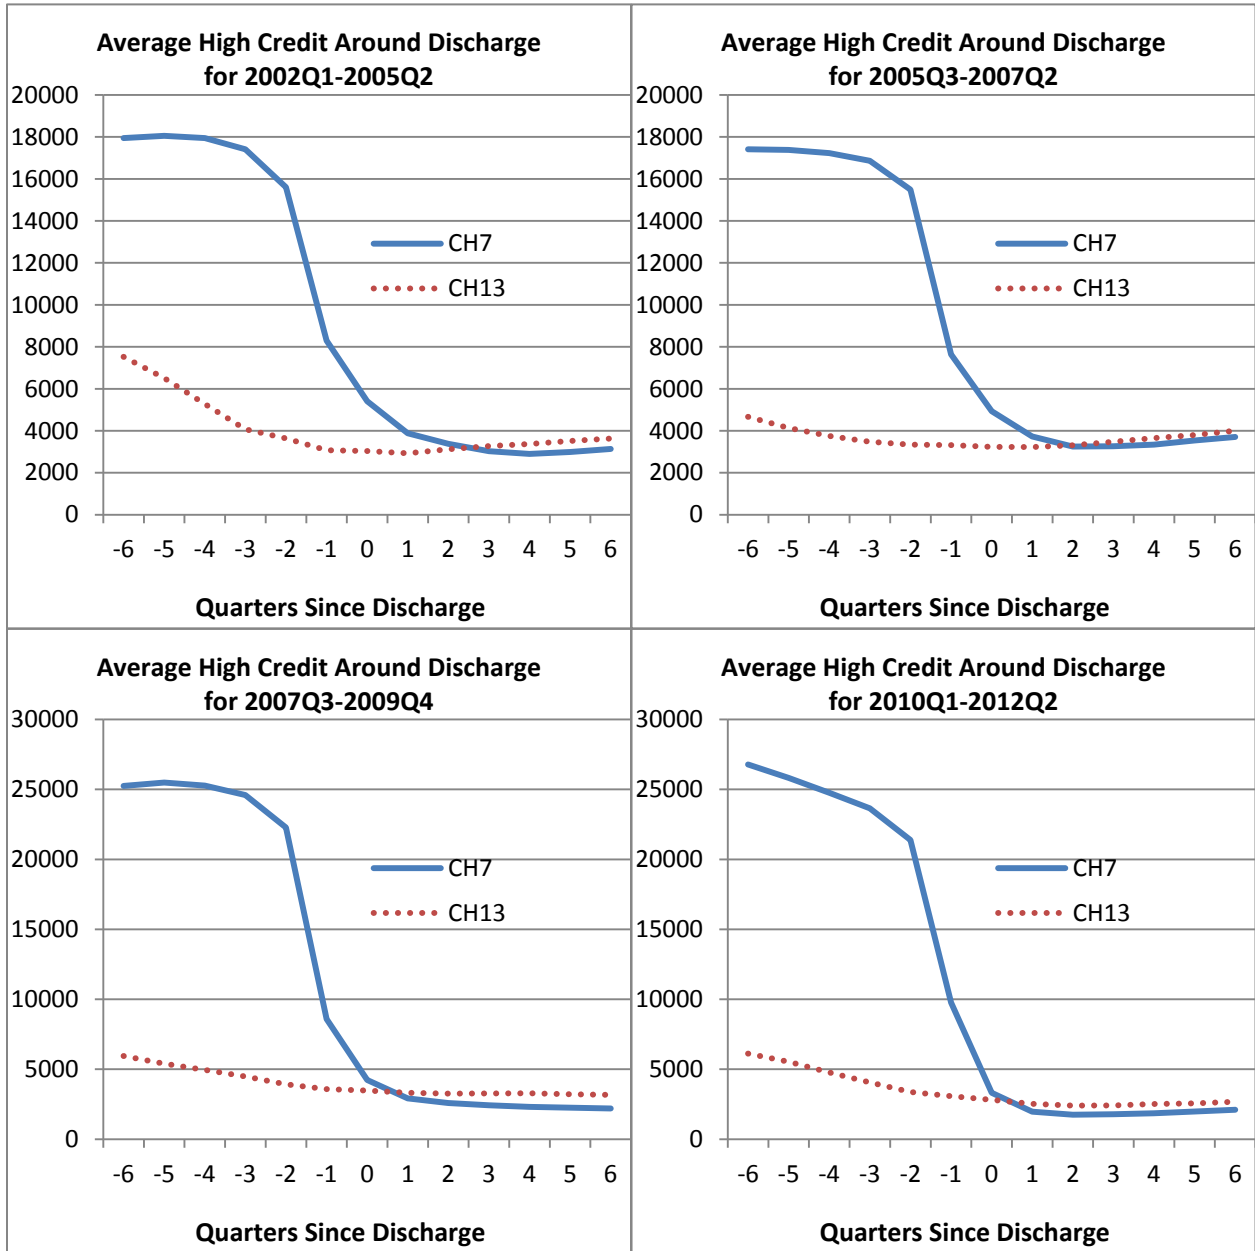 Average High Credit Around Discharge
for 2002Q1-2005Q2
20000
18000
16000
14000
12000
10000
8000
6000
4000
2000
0
CH7
CH13
-6 -5 -4 -3 -2 -1 0 1 2 3 4 5 6
Quarters Since Discharge
Average High Credit Around Discharge
for 2005Q3-2007Q2
20000
18000
16000
14000
12000
10000
8000
6000
4000
2000
0
CH7
CH13
-6 -5 -4 -3 -2 -1 0 1 2 3 4 5 6
Quarters Since Discharge
Average High Credit Around Discharge
for 2007Q3-2009Q4
30000
25000
20000
15000
10000
5000
0
CH7
CH13
-6 -5 -4 -3 -2 -1 0 1 2 3 4 5 6
Quarters Since Discharge
Average High Credit Around Discharge
for 2010Q1-2012Q2
30000
25000
20000
15000
10000
5000
0
CH7
CH13
-6 -5 -4 -3 -2 -1 0 1 2 3 4 5 6
Quarters Since Discharge